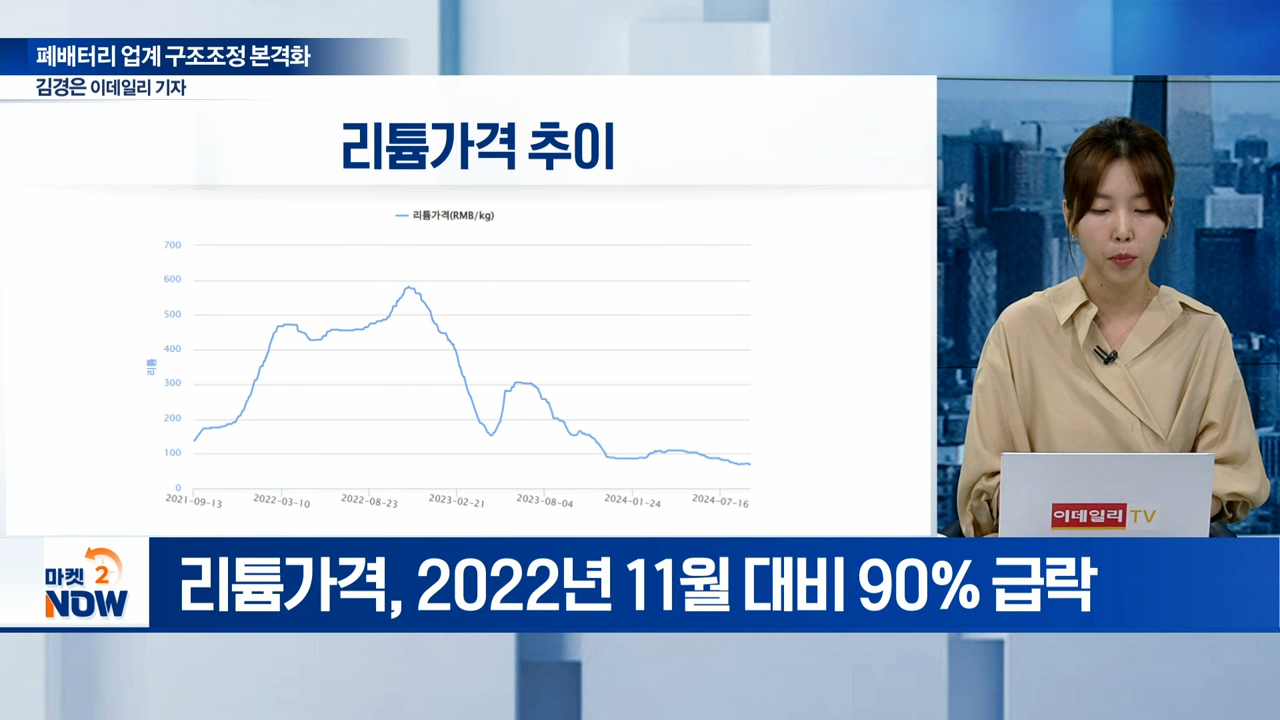 폐배터리 업계 구조조정 본격화
김경은 이데일리 기자
리튬가격 추이
리튬가격(RMB/kg)
700
600
500
400
300
200
100
0
리튬
2021-09-13 2022-03-10 2022-08-23 2023-02-21 2023-08-04 2024-01-24 2024-07-16
이데일리 TV
마켓 2
NOW
리튬가격, 2022년 11월 대비 90% 급락